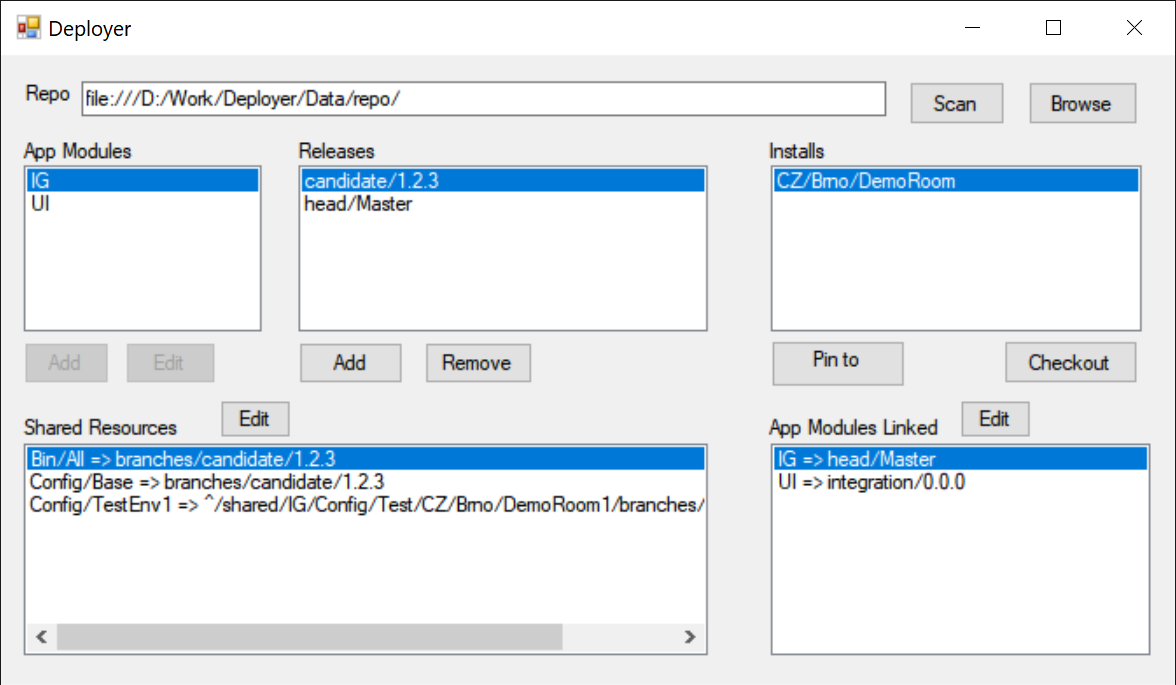 Deployer
Repo file:///D:/Work/Deployer/Data/repo/ Scan Browse
App Modules Releases Installs
IG candidate/1.2.3 CZ/Brno/DemoRoom
UI head/Master
Add Edit Add Remove Pin to Checkout
Shared Resources Edit App Modules Linked Edit
Bin/All => branches/candidate/1.2.3 IG => head/Master
Config/Base => branches/candidate/1.2.3 UI => integration/0.0.0
Config/TestEnv1 => ^/shared/IG/Config/Test/CZ/Brno/DemoRoom1/branches/